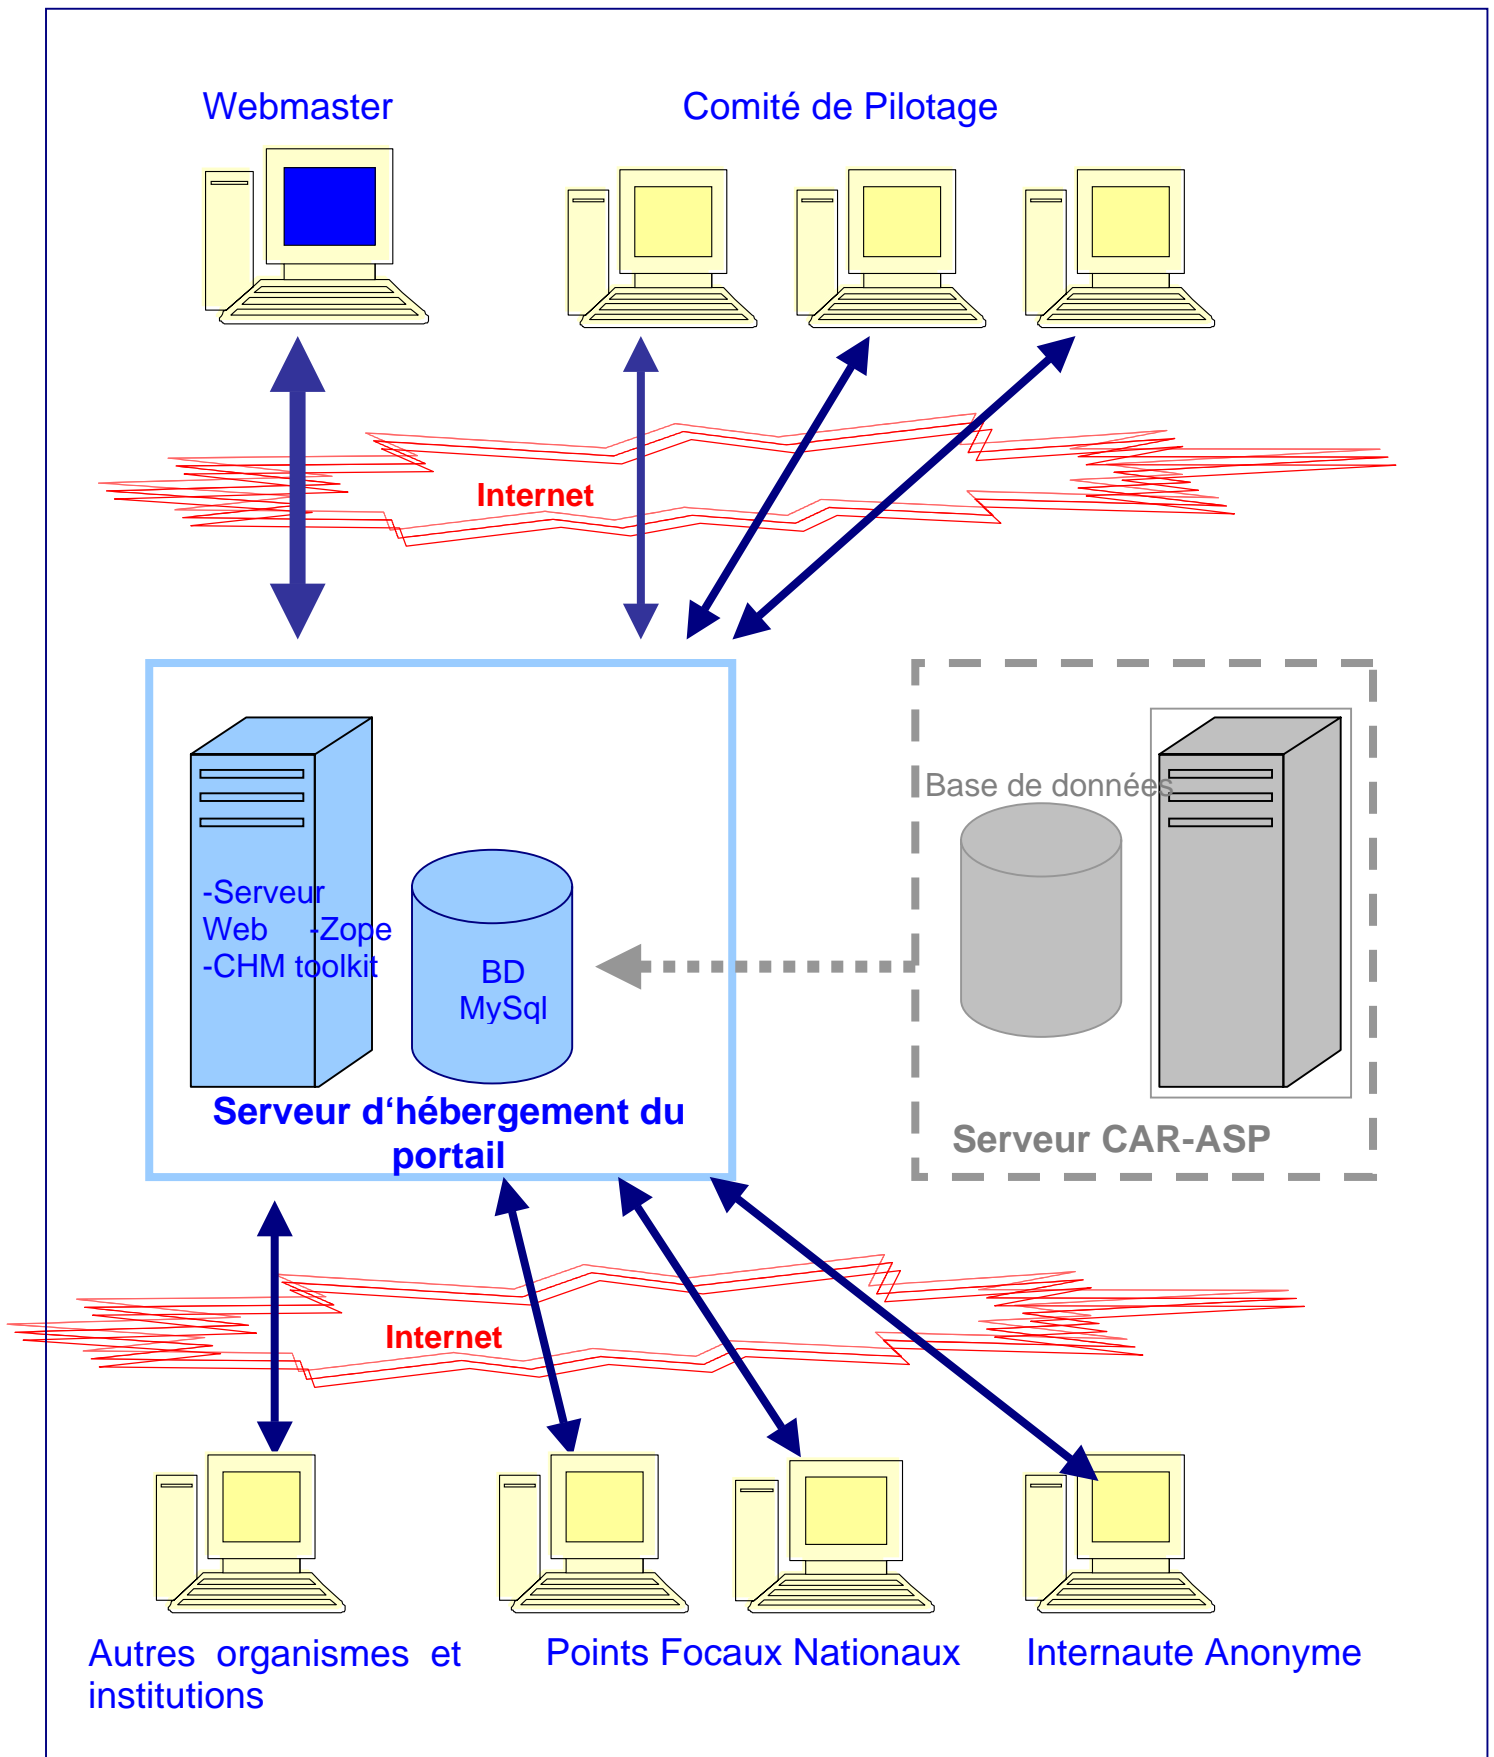 Webmaster
Comité de Pilotage
Internet
Base de données
-Serveur
Web -Zope
-CHM toolkit
BD
MySql
Serveur d‘hébergement du
portail
Serveur CAR-ASP
Internet
Autres organismes et
institutions
Points Focaux Nationaux
Internaute Anonyme